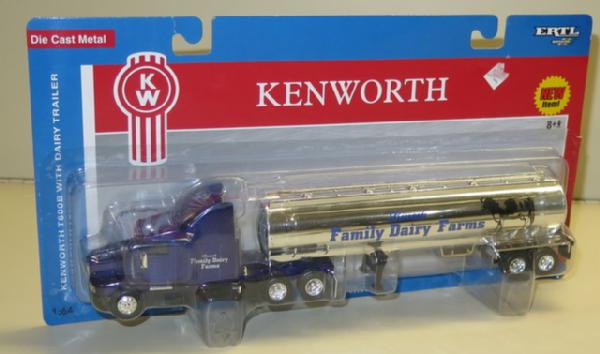 Die Cast Metal
KW
KENWORTH
ERTL
NEW
Item!
KENWORTH T600B WITH DAIRY TRAILER
Family Dairy Farms
Family Dairy
Farms
1:64